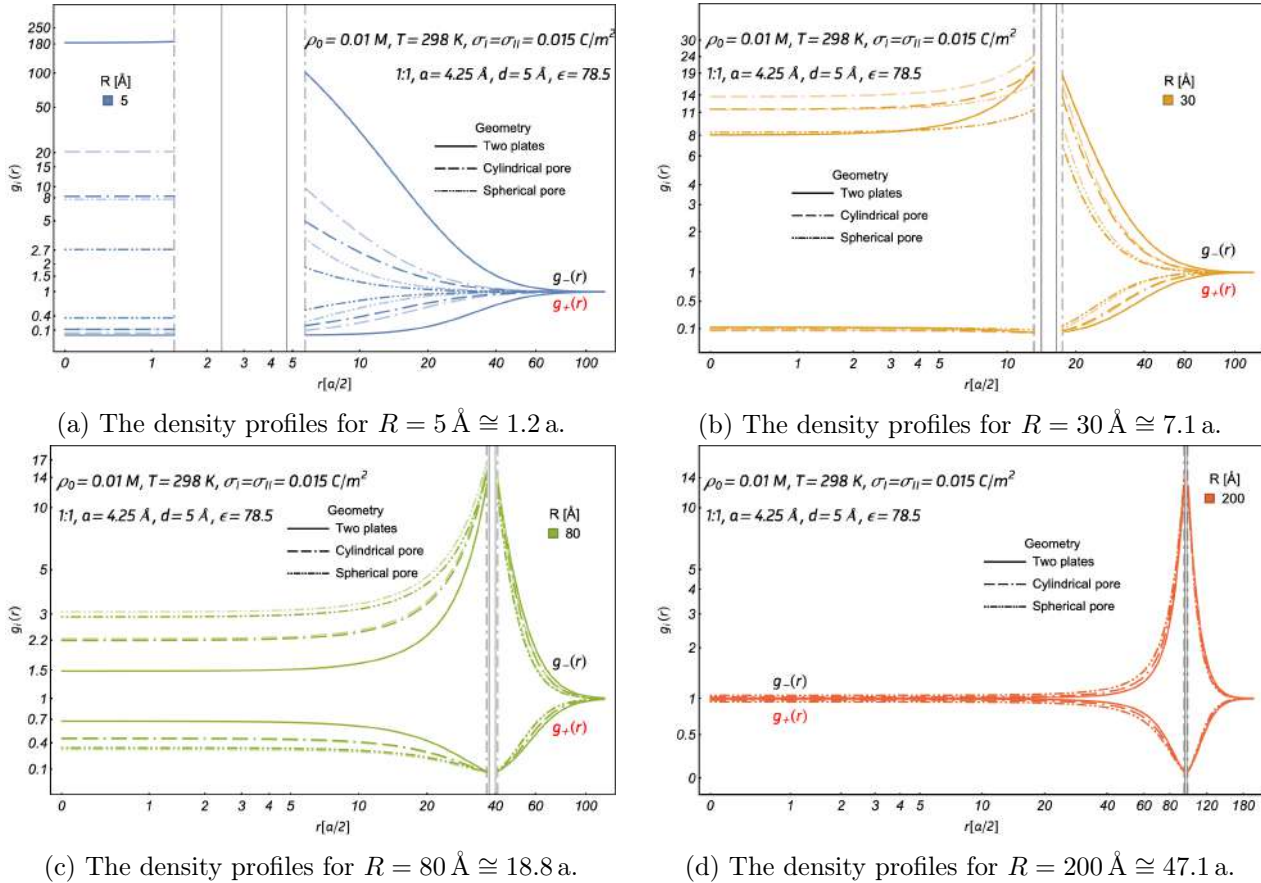 250
180
100
50
20
15
10
8
5
2.7
2
1.5
1
0.4
0.1
g_i(r)
ρ₀ = 0.01 M, T = 298 K, σ_I=σ_II = 0.015 C/m²
1:1, a = 4.25 Å, d = 5 Å, ϵ = 78.5
R [Å]
5
Geometry
Two plates
Cylindrical pore
Spherical pore
g₋(r)
g₊(r)
0 1 2 3 4 5 10 20 40 60 100
r[a/2]
(a) The density profiles for R = 5 Å ≅ 1.2 a.
30
24
19
14
11
8
6
4
3
2
1
0.5
0.1
g_i(r)
ρ₀ = 0.01 M, T = 298 K, σ_I=σ_II = 0.015 C/m²
1:1, a = 4.25 Å, d = 5 Å, ϵ = 78.5
R [Å]
30
Geometry
Two plates
Cylindrical pore
Spherical pore
g₋(r)
g₊(r)
0 1 2 3 4 5 10 20 40 60 100
r[a/2]
(b) The density profiles for R = 30 Å ≅ 7.1 a.
17
14
10
5
3
2.2
1.5
1
0.7
0.4
0.1
g_i(r)
ρ₀ = 0.01 M, T = 298 K, σ_I=σ_II = 0.015 C/m²
1:1, a = 4.25 Å, d = 5 Å, ϵ = 78.5
R [Å]
80
Geometry
Two plates
Cylindrical pore
Spherical pore
g₋(r)
g₊(r)
0 1 2 3 4 5 10 20 40 60 100
r[a/2]
(c) The density profiles for R = 80 Å ≅ 18.8 a.
14
10
5
4
3
2
1
0.5
0
g_i(r)
ρ₀ = 0.01 M, T = 298 K, σ_I=σ_II = 0.015 C/m²
1:1, a = 4.25 Å, d = 5 Å, ϵ = 78.5
R [Å]
200
Geometry
Two plates
Cylindrical pore
Spherical pore
g₋(r)
g₊(r)
0 1 2 3 4 5 10 20 40 60 80 120 180
r[a/2]
(d) The density profiles for R = 200 Å ≅ 47.1 a.